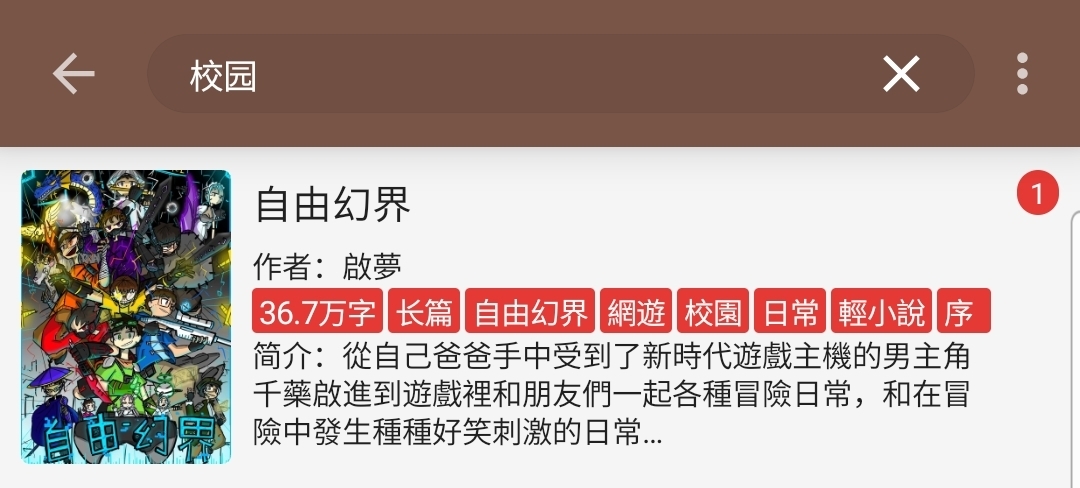 校园
自由幻界
1
作者：啟夢
36.7万字 长篇 自由幻界 網遊 校園 日常 輕小說 序
简介：從自己爸爸手中受到了新時代遊戲主機的男主角
千藥啟進到遊戲裡和朋友們一起各種冒險日常，和在冒
險中發生種種好笑刺激的日常...
自由幻界